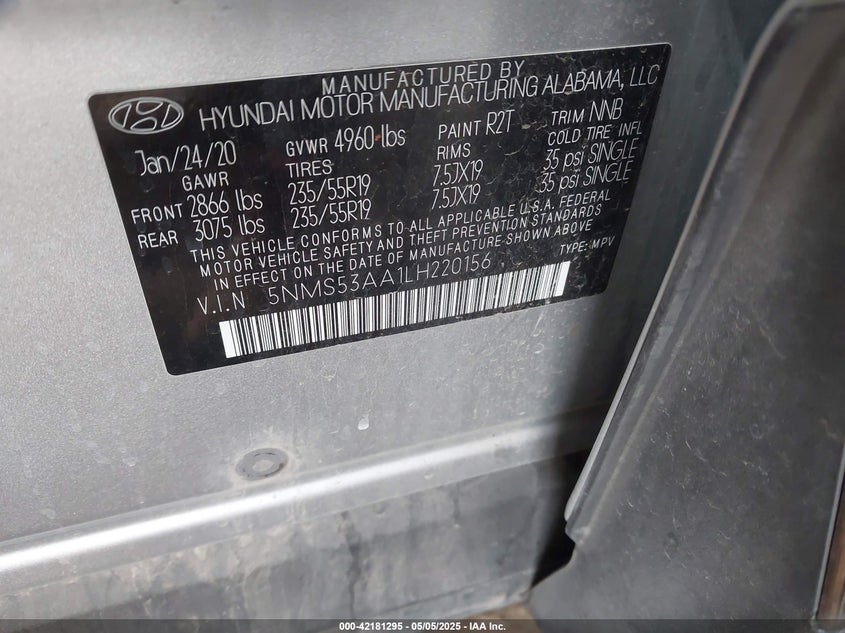 MANUFACTURED BY
HYUNDAI MOTOR MANUFACTURING ALABAMA, LLC
Jan/24/20 GVWR 4960 lbs PAINT R2T TRIM NNB
GAWR TIRES RIMS COLD TIRE INFL
FRONT 2866 lbs 235/55R19 7.5JX19 35 psi SINGLE
REAR 3075 lbs 235/55R19 7.5JX19 35 psi SINGLE
THIS VEHICLE CONFORMS TO ALL APPLICABLE U.S.A. FEDERAL
MOTOR VEHICLE SAFETY AND THEFT PREVENTION STANDARDS
IN EFFECT ON THE DATE OF MANUFACTURE SHOWN ABOVE
V.I.N 5NMS53AA1LH220156 TYPE: MPV
000-42181295 - 05/05/2025 - IAA Inc.